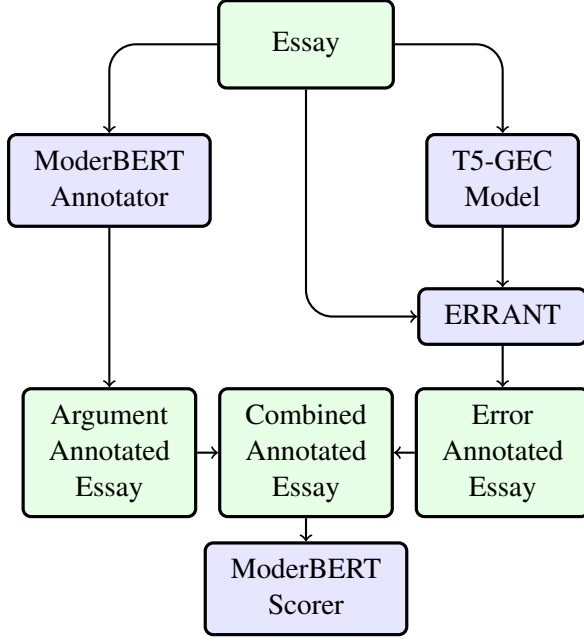 Essay
ModerBERT
Annotator
T5-GEC
Model
ERRANT
Argument
Annotated
Essay
Combined
Annotated
Essay
Error
Annotated
Essay
ModerBERT
Scorer